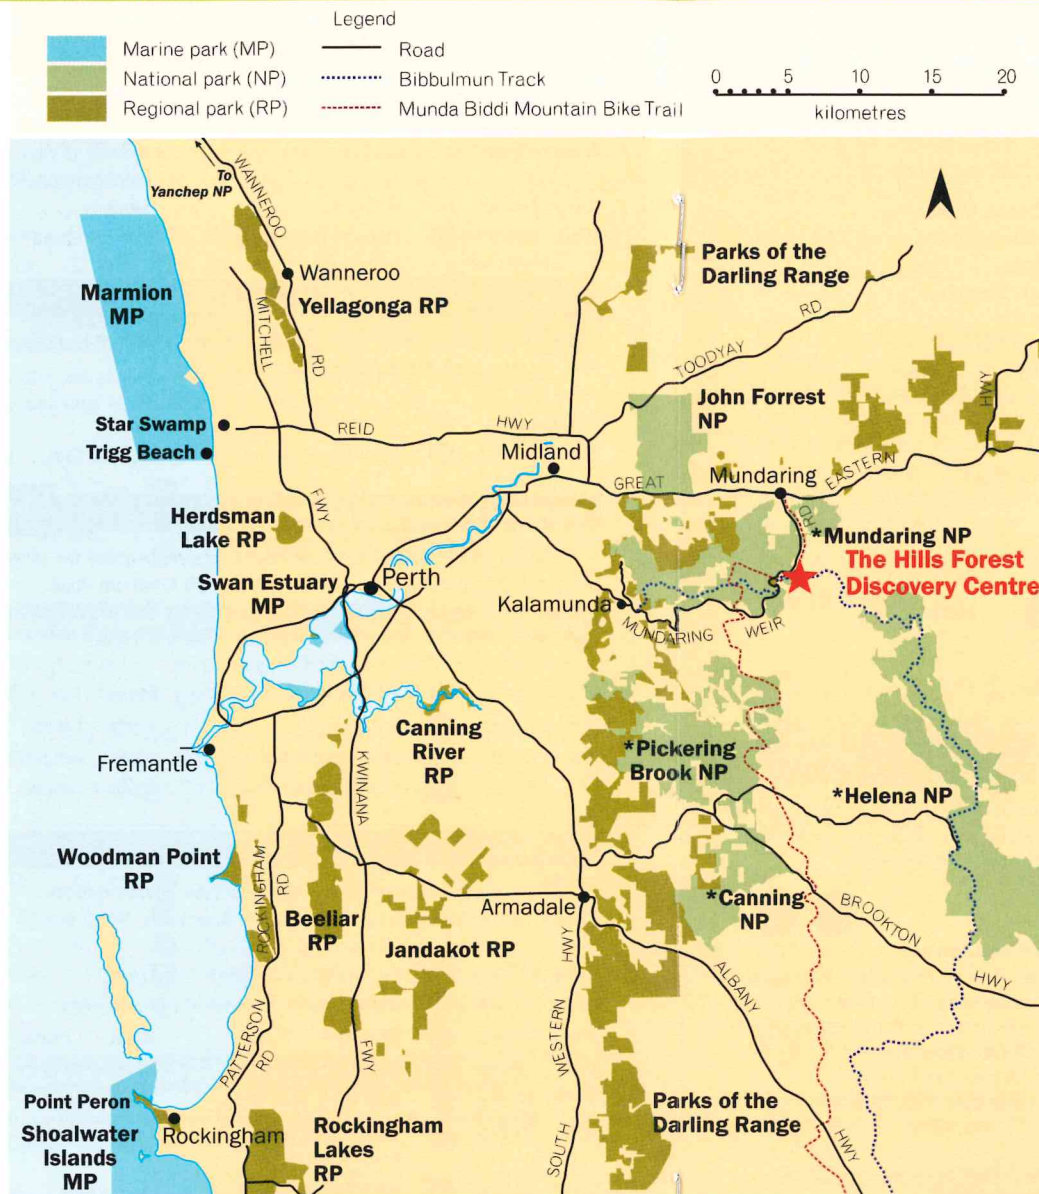 Legend
Marine park (MP)
National park (NP)
Regional park (RP)
Road
Bibbulmun Track
Munda Biddi Mountain Bike Trail
0 5 10 15 20
kilometres
To
Yanchep NP
WANNEROO
Wanneroo
Yellagonga RP
MITCHELL
RD
Marmion
MP
Parks of the
Darling Range
TOODYAY
RD
John Forrest
NP
HWY
Star Swamp
Trigg Beach
REID
HWY
Midland
GREAT
Mundaring
EASTERN
FWY
Herdsman
Lake RP
RD
*Mundaring NP
The Hills Forest
Discovery Centre
Swan Estuary
MP
Perth
Kalamunda
MUNDARING
WEIR
Canning
River
RP
*Pickering
Brook NP
*Helena NP
Fremantle
KWINANA
Woodman Point
RP
ROCKINGHAM
RD
Beeliar
RP
Armadale
Jandakot RP
*Canning
NP
BROOKTON
HWY
HWY
ALBANY
PATTERSON
RD
FWY
WESTERN
Point Peron
Rockingham
Shoalwater
Islands
MP
Rockingham
Lakes
RP
SOUTH
Parks of the
Darling Range
HWY